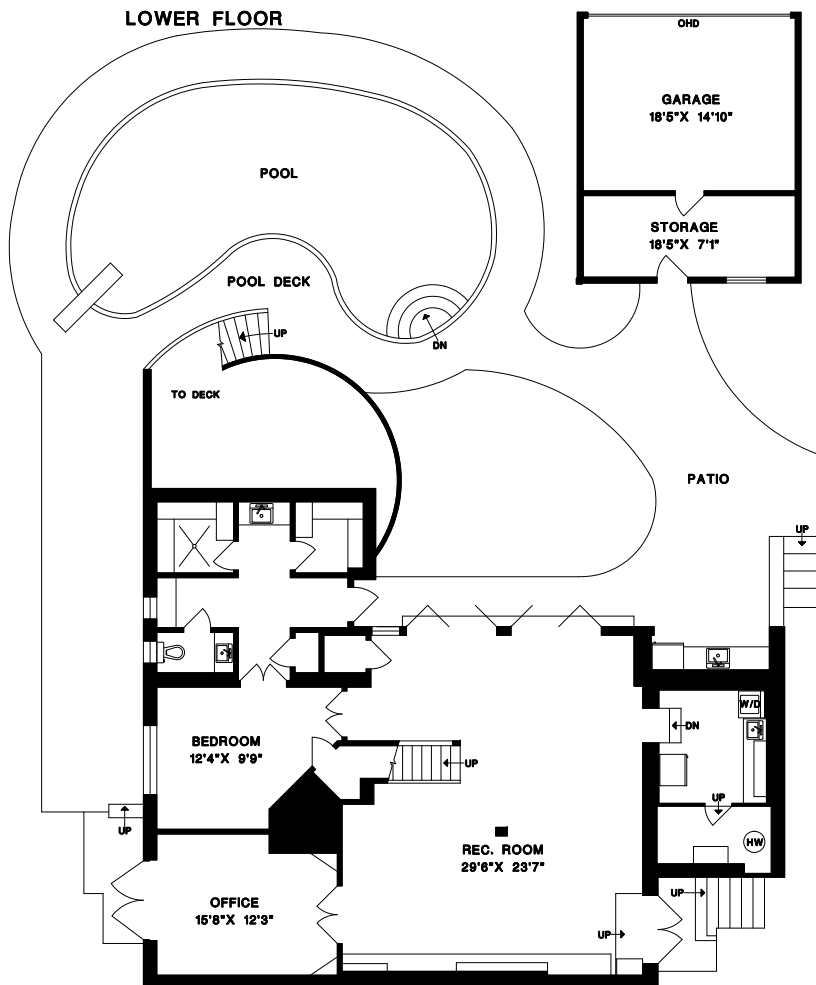 LOWER FLOOR
OHD
GARAGE
18'5"X 14'10"
POOL
STORAGE
18'5"X 7'1"
POOL DECK
UP
DN
TO DECK
PATIO
UP
W/D
DN
BEDROOM
12'4"X 9'9"
UP
UP
UP
HW
REC. ROOM
29'6"X 23'7"
UP
OFFICE
15'8"X 12'3"
UP